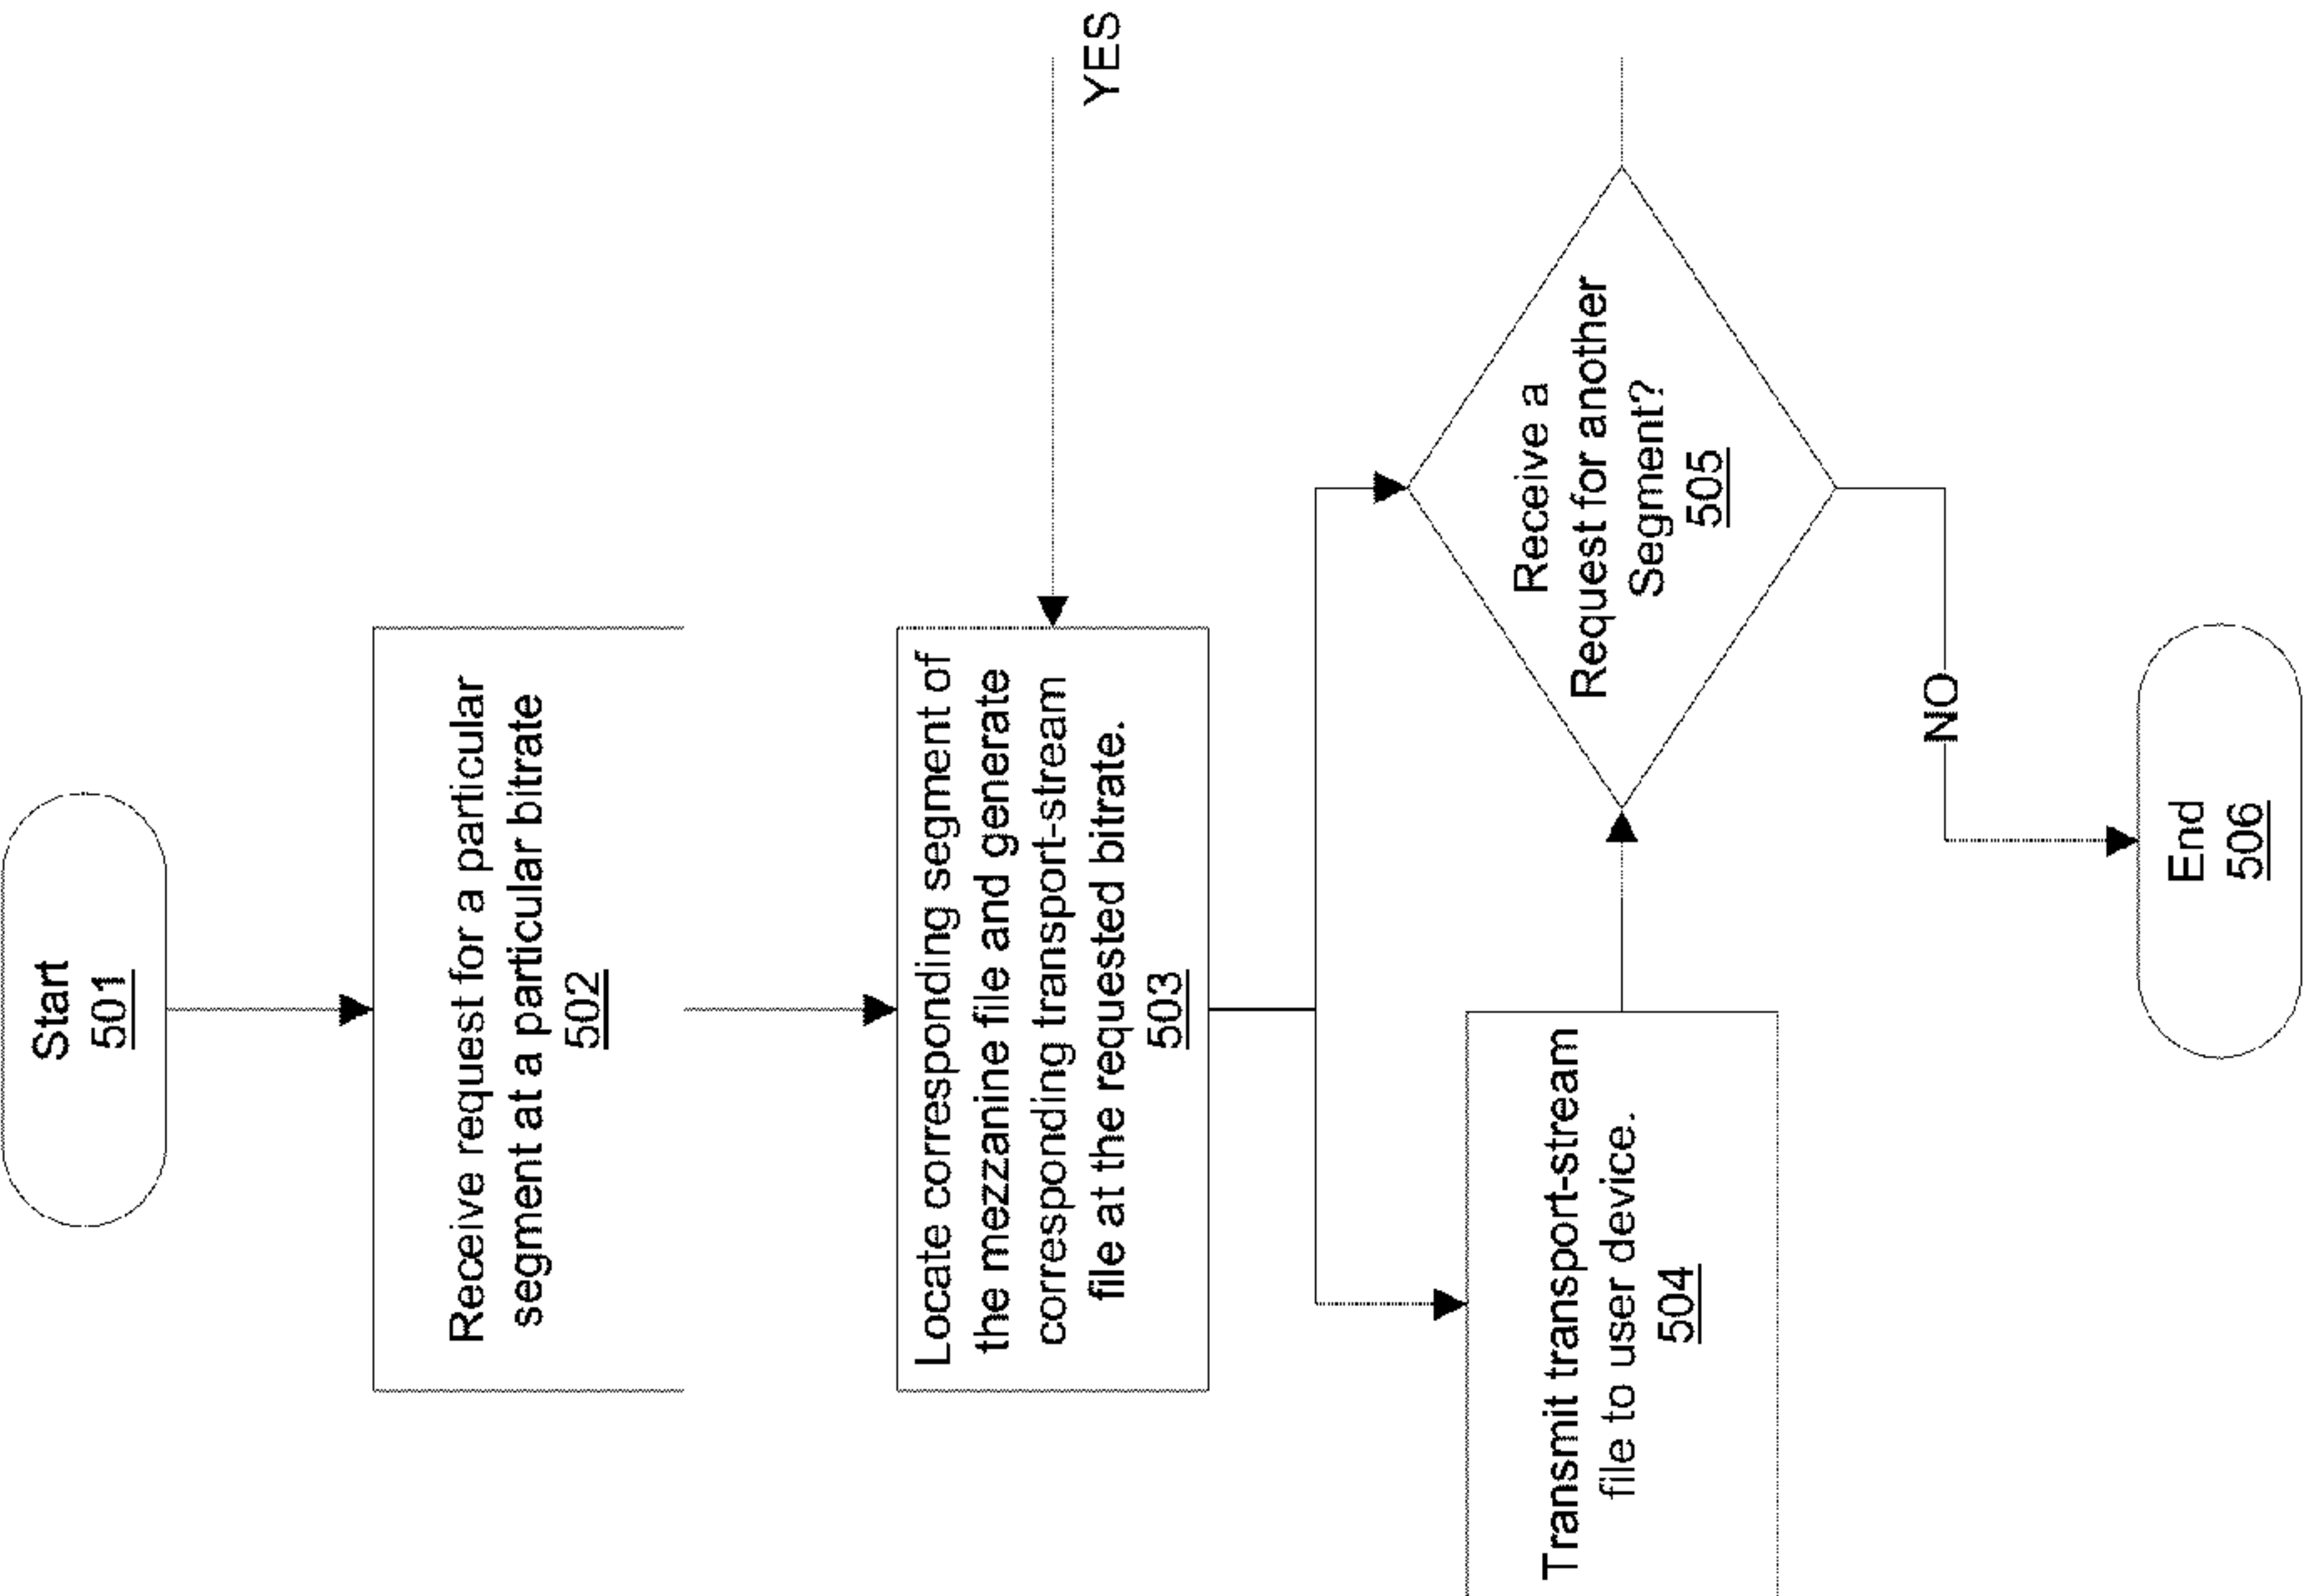 Start
501
Receive request for a particular
segment at a particular bitrate
502
Locate corresponding segment of
the mezzanine file and generate
corresponding transport-stream
file at the requested bitrate.
503
YES
Transmit transport-stream
file to user device.
504
Receive a
Request for another
Segment?
505
NO
End
506